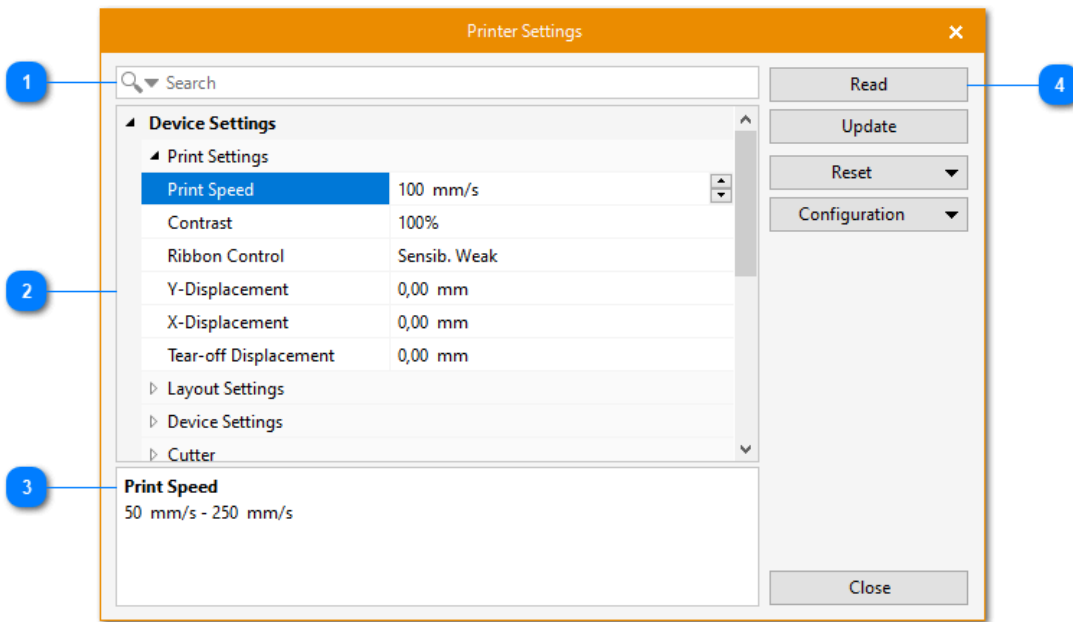 Printer Settings
1
Search
Read
4
Device Settings
Update
Print Settings
Reset
Print Speed 100 mm/s
Configuration
Contrast 100%
Ribbon Control Sensib. Weak
2
Y-Displacement 0,00 mm
X-Displacement 0,00 mm
Tear-off Displacement 0,00 mm
Layout Settings
Device Settings
Cutter
3
Print Speed
50 mm/s - 250 mm/s
Close